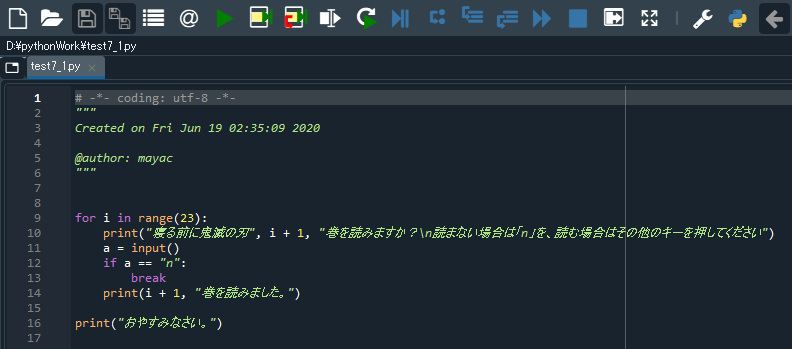 D:¥pythonWork¥test7_1.py
test7_1.py
1 # -*- coding: utf-8 -*-
2 """
3 Created on Fri Jun 19 02:35:09 2020
4
5 @author: mayac
6 """
7
8
9 for i in range(23):
10     print("寝る前に鬼滅の刃", i + 1, "巻を読みますか？\n読まない場合は「n」を、読む場合はその他のキーを押してください")
11     a = input()
12     if a == "n":
13         break
14     print(i + 1, "巻を読みました。")
15
16 print("おやすみなさい。")
17